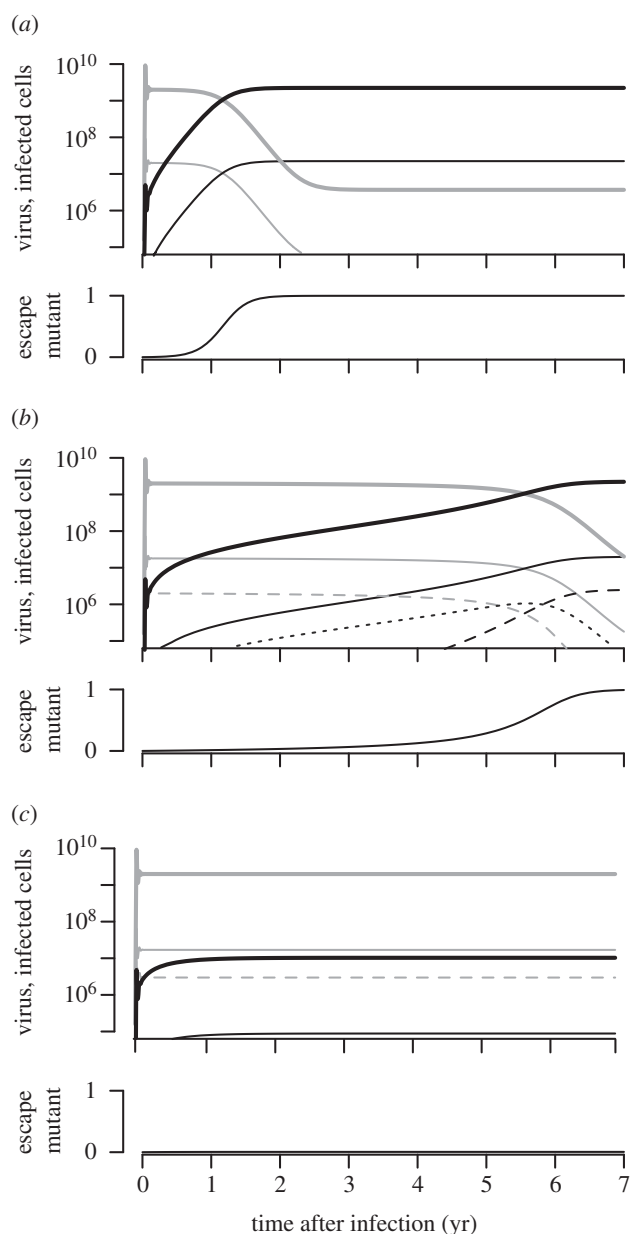 (a)
virus, infected cells
10¹⁰
10⁸
10⁶
escape
mutant
1
0
(b)
virus, infected cells
10¹⁰
10⁸
10⁶
escape
mutant
1
0
(c)
virus, infected cells
10¹⁰
10⁸
10⁶
escape
mutant
1
0
0 1 2 3 4 5 6 7
time after infection (yr)